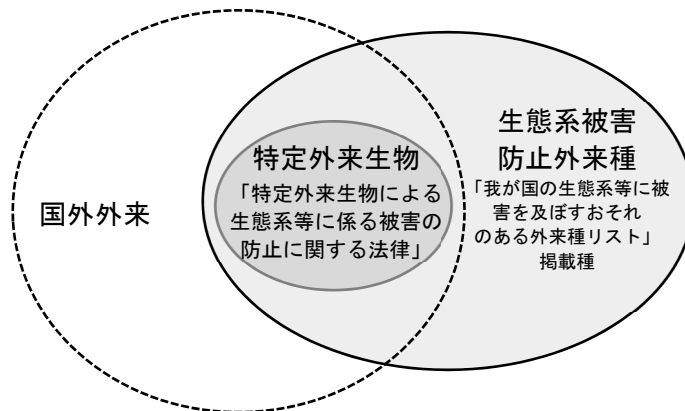 国外外来
特定外来生物
「特定外来生物による
生態系等に係る被害の
防止に関する法律」
生態系被害
防止外来種
「我が国の生態系等に被
害を及ぼすおそれ
のある外来種リスト」
掲載種